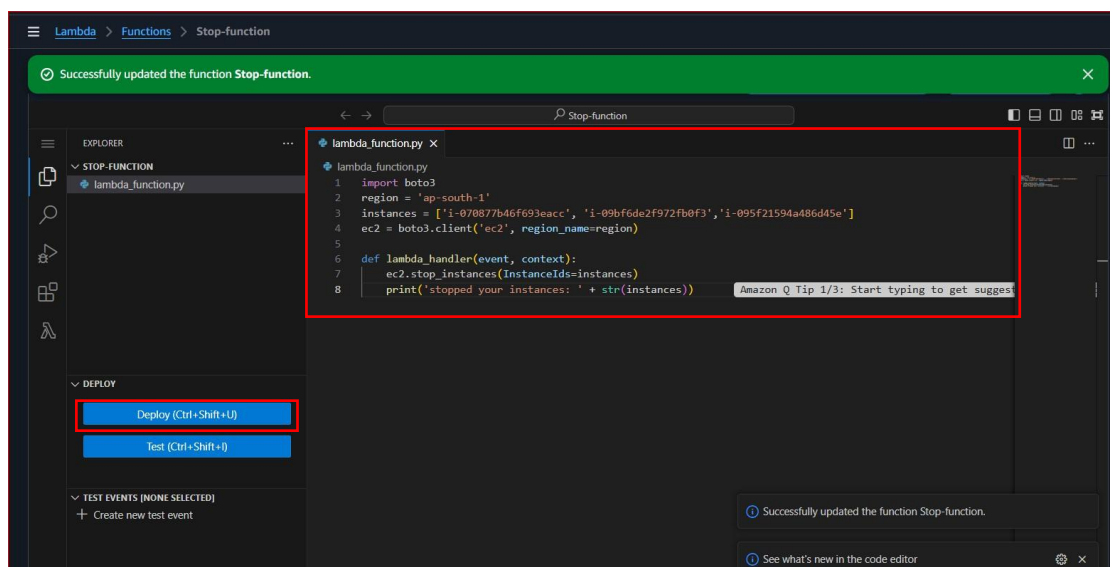 Lambda > Functions > Stop-function
Successfully updated the function Stop-function.
Stop-function
EXPLORER
STOP-FUNCTION
lambda_function.py
lambda_function.py
lambda_function.py
1 import boto3
2 region = 'ap-south-1'
3 instances = ['i-070877b46f693eacc', 'i-09bf6de2f972fb0f3','i-095f21594a486d45e']
4 ec2 = boto3.client('ec2', region_name=region)
5
6 def lambda_handler(event, context):
7 ec2.stop_instances(InstanceIds=instances)
8 print('stopped your instances: ' + str(instances))
Amazon Q Tip 1/3: Start typing to get suggest
DEPLOY
Deploy (Ctrl+Shift+U)
Test (Ctrl+Shift+I)
TEST EVENTS [NONE SELECTED]
+ Create new test event
Successfully updated the function Stop-function.
See what's new in the code editor